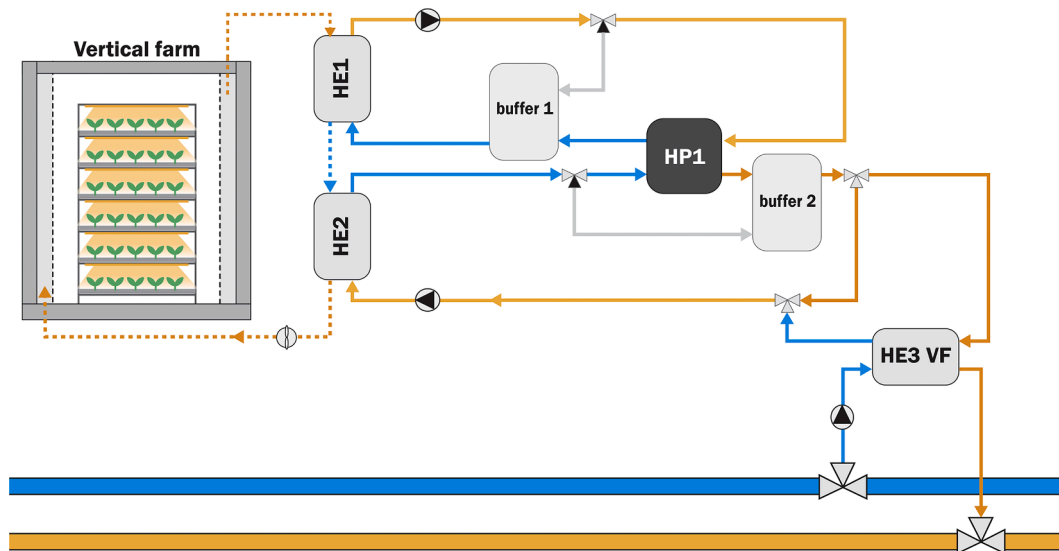 Vertical farm
HE1
buffer 1
HP1
buffer 2
HE2
HE3 VF